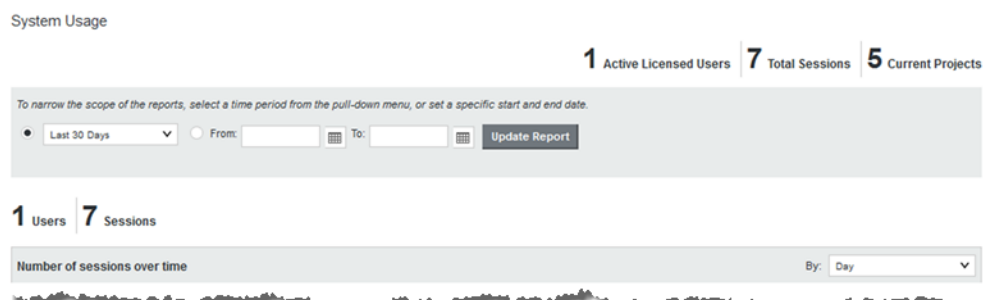 System Usage
1 Active Licensed Users 7 Total Sessions 5 Current Projects
To narrow the scope of the reports, select a time period from the pull-down menu, or set a specific start and end date.
Last 30 Days From: To: Update Report
1 Users 7 Sessions
Number of sessions over time By: Day